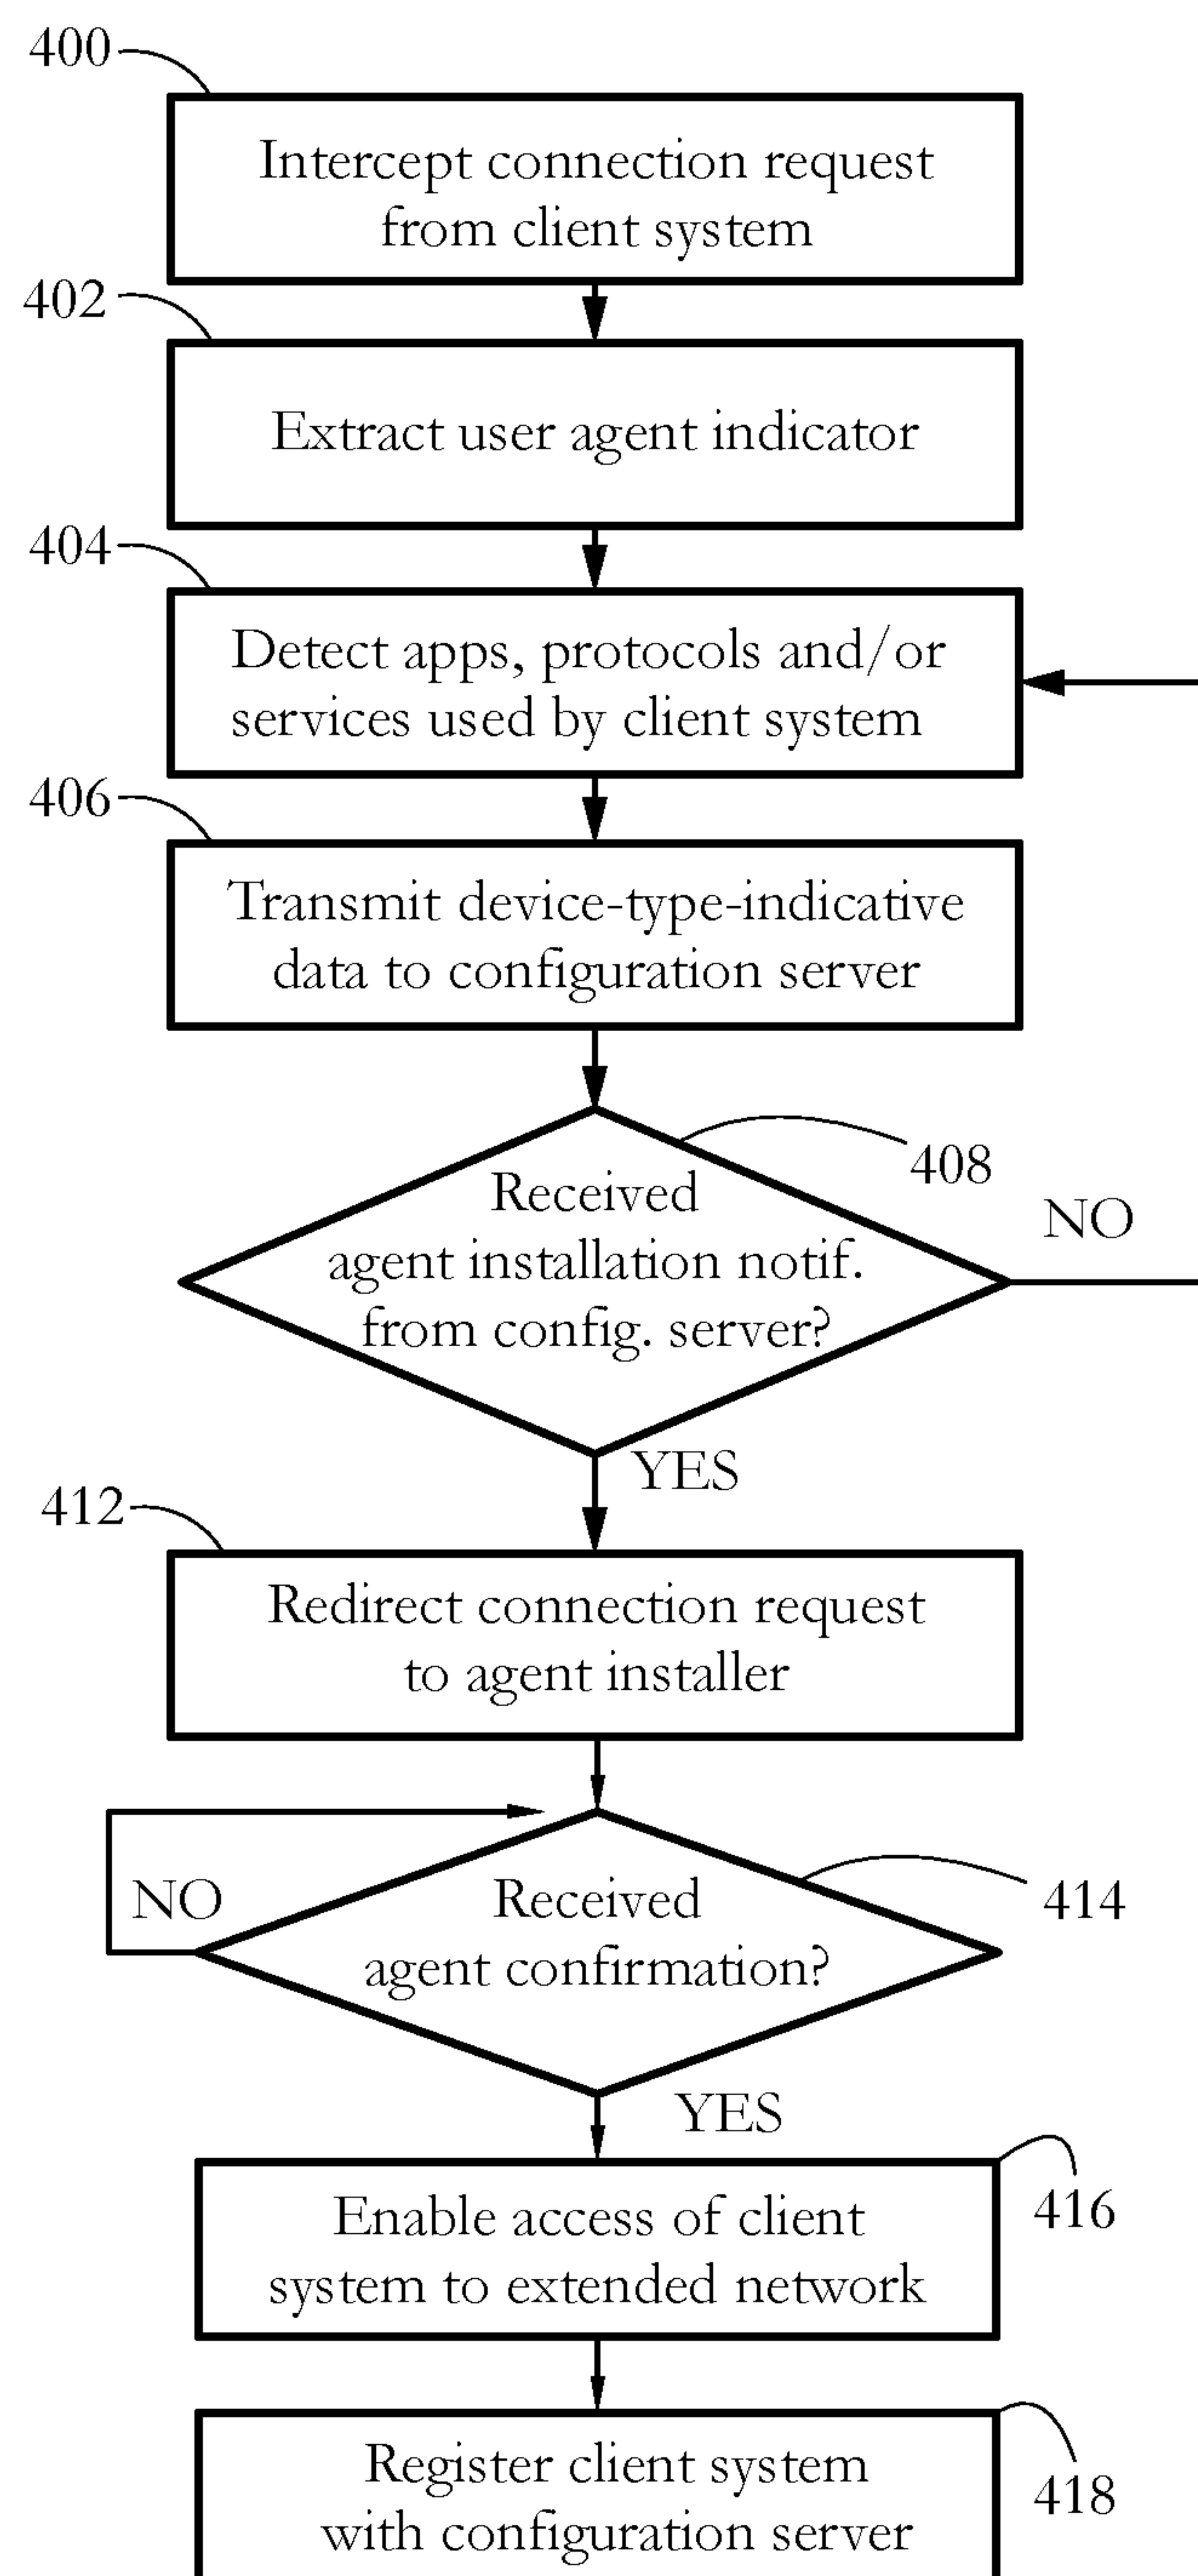 400
Intercept connection request
from client system
402
Extract user agent indicator
404
Detect apps, protocols and/or
services used by client system
406
Transmit device-type-indicative
data to configuration server
408
Received
agent installation notif.
from config. server?
NO
YES
412
Redirect connection request
to agent installer
NO
Received
agent confirmation?
414
YES
Enable access of client
system to extended network
416
Register client system
with configuration server
418